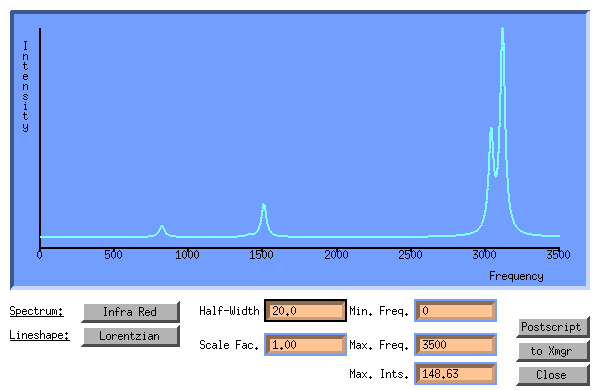 Intensity
0 500 1000 1500 2000 2500 3000 3500
Frequency
Spectrum: Infra Red Half-Width 20.0 Min. Freq. 0
Lineshape: Lorentzian Scale Fac. 1.00 Max. Freq. 3500
Max. Ints. 148.63
Postscript
to Xmgr
Close